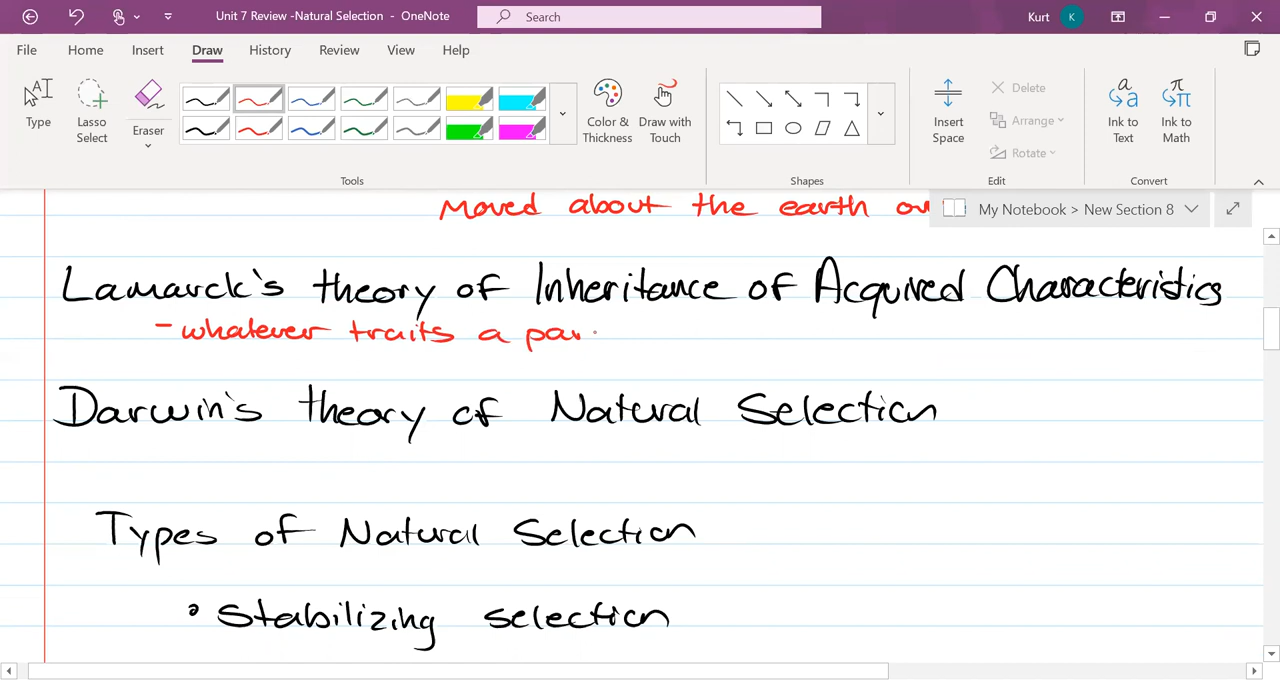 Unit 7 Review -Natural Selection - OneNote
Search
Kurt
K
File Home Insert Draw History Review View Help
Type
Lasso Select
Eraser
Color & Thickness
Draw with Touch
Insert Space
Delete
Arrange
Rotate
Ink to Text
Ink to Math
Tools
Shapes
Edit
Convert
My Notebook > New Section 8
Moved about the earth
Lamarck's theory of Inheritance of Acquired Characteristics
- whatever traits a par
Darwin's theory of Natural Selection
Types of Natural Selection
• Stabilizing selection